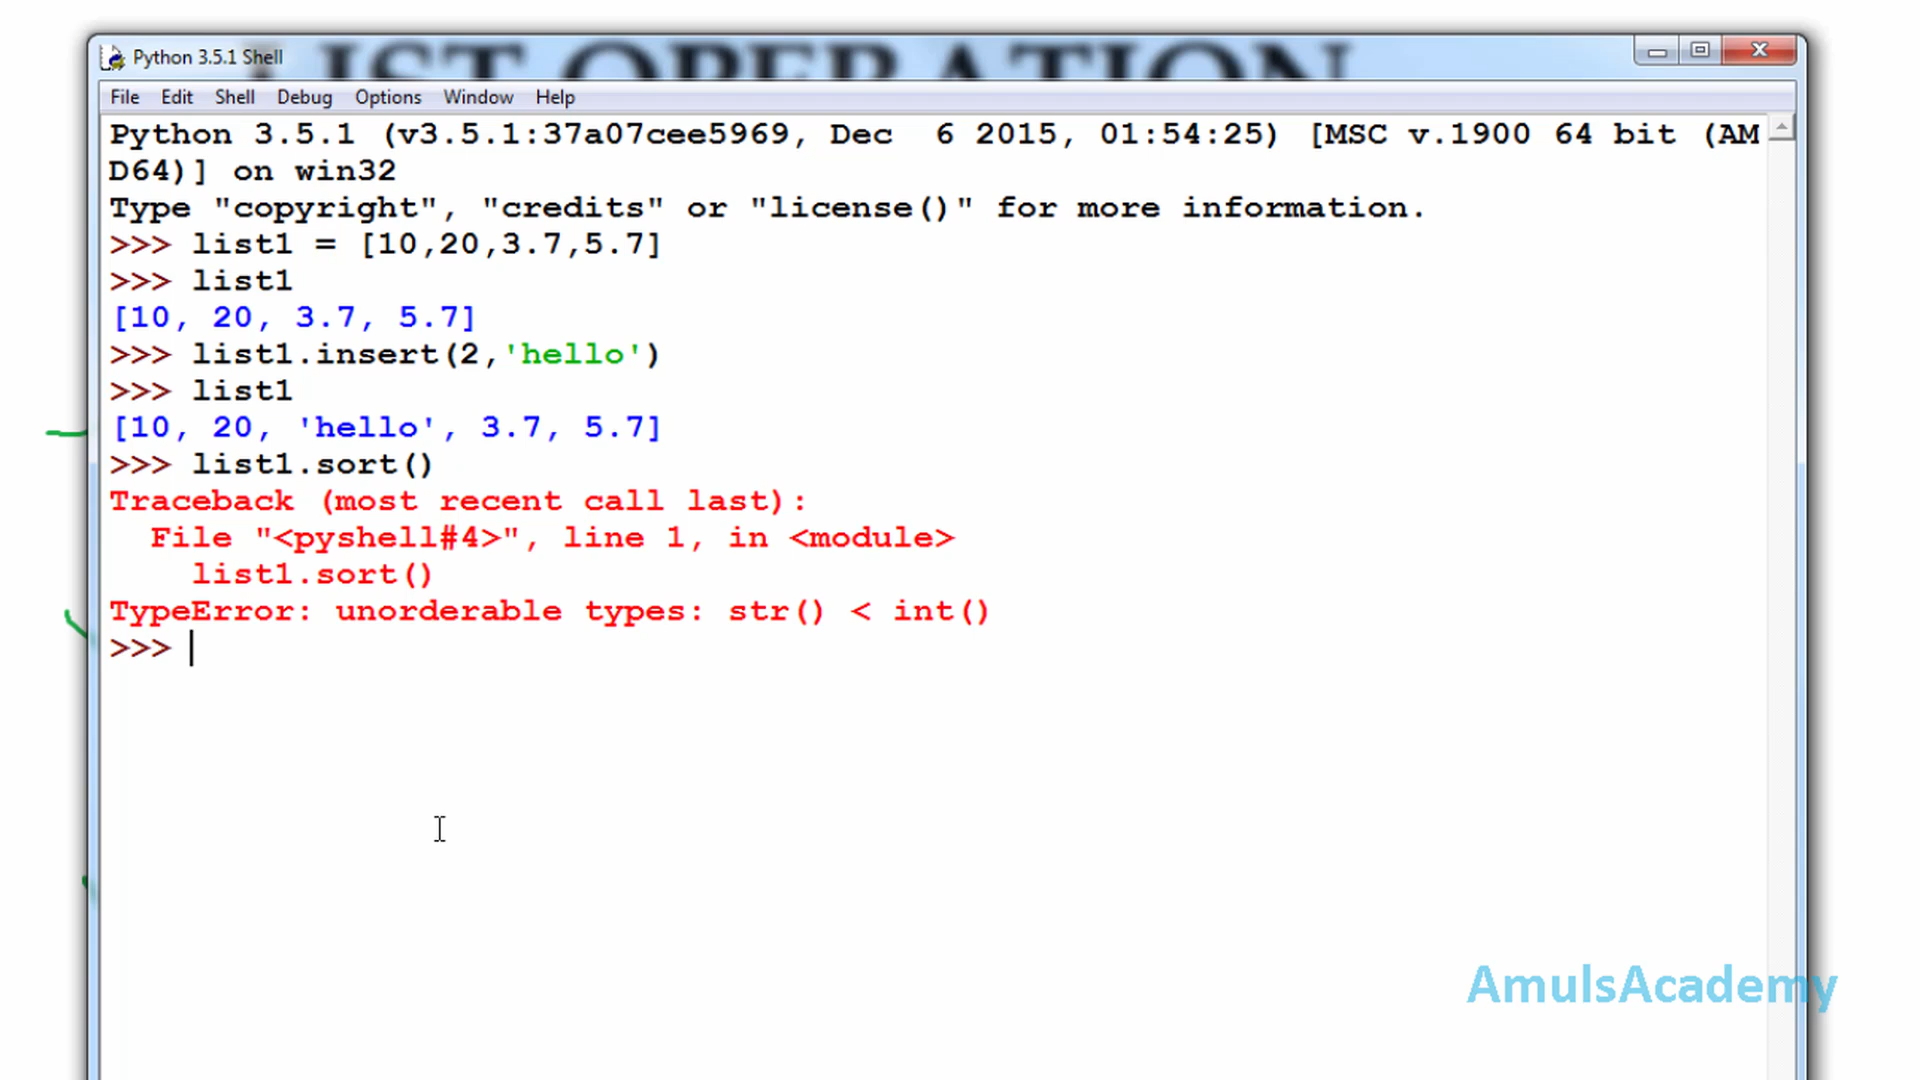 LIST OPERATION
Python 3.5.1 Shell
File Edit Shell Debug Options Window Help
Python 3.5.1 (v3.5.1:37a07cee5969, Dec  6 2015, 01:54:25) [MSC v.1900 64 bit (AM
D64)] on win32
Type "copyright", "credits" or "license()" for more information.
>>> list1 = [10,20,3.7,5.7]
>>> list1
[10, 20, 3.7, 5.7]
>>> list1.insert(2,'hello')
>>> list1
[10, 20, 'hello', 3.7, 5.7]
>>> list1.sort()
Traceback (most recent call last):
  File "<pyshell#4>", line 1, in <module>
    list1.sort()
TypeError: unorderable types: str() < int()
>>>
AmulsAcademy